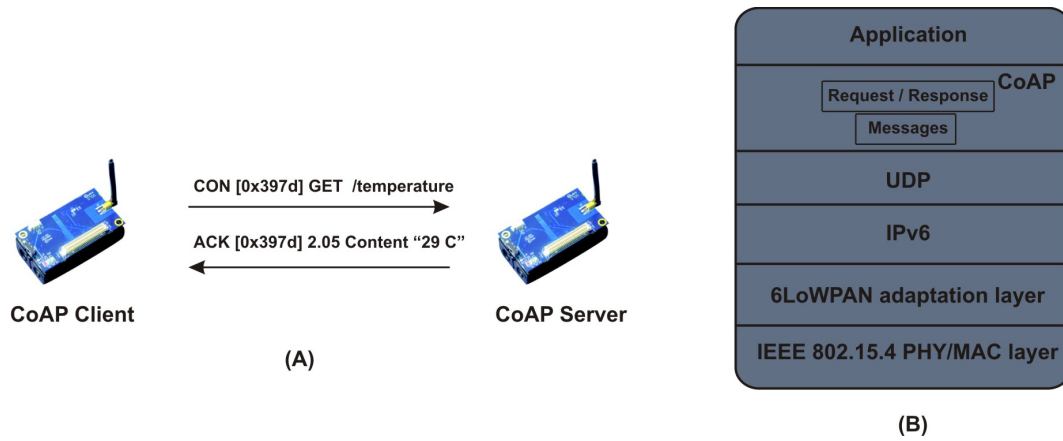 CON [0x397d] GET /temperature
ACK [0x397d] 2.05 Content “29 C”
CoAP Client
CoAP Server
(A)
Application
CoAP
Request / Response
Messages
UDP
IPv6
6LoWPAN adaptation layer
IEEE 802.15.4 PHY/MAC layer
(B)